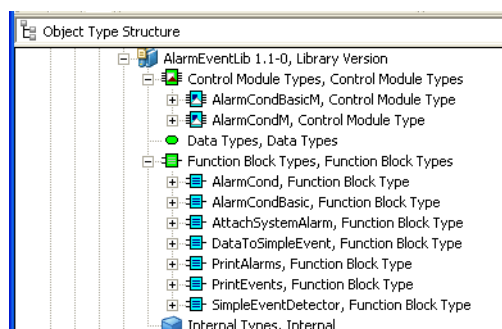 Object Type Structure
AlarmEventLib 1.1-0, Library Version
Control Module Types, Control Module Types
AlarmCondBasicM, Control Module Type
AlarmCondM, Control Module Type
Data Types, Data Types
Function Block Types, Function Block Types
AlarmCond, Function Block Type
AlarmCondBasic, Function Block Type
AttachSystemAlarm, Function Block Type
DataToSimpleEvent, Function Block Type
PrintAlarms, Function Block Type
PrintEvents, Function Block Type
SimpleEventDetector, Function Block Type
Internal Types, Internal